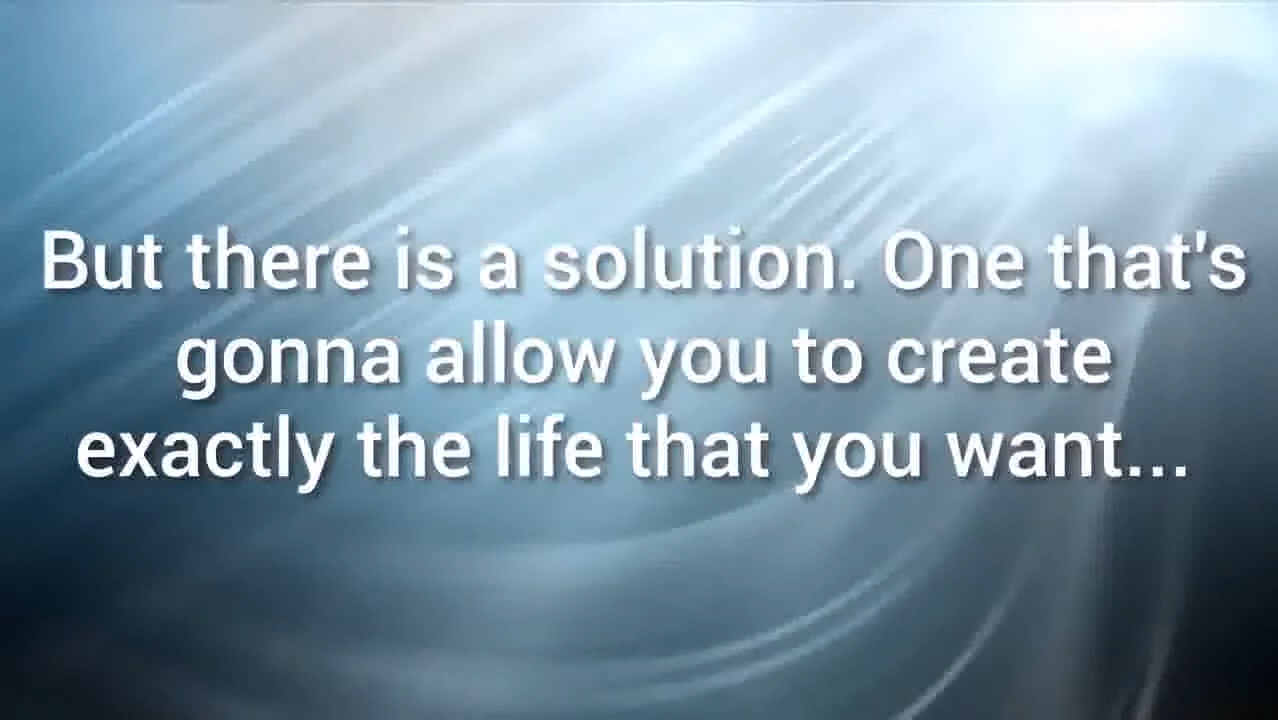 But there is a solution. One that's
gonna allow you to create
exactly the life that you want...